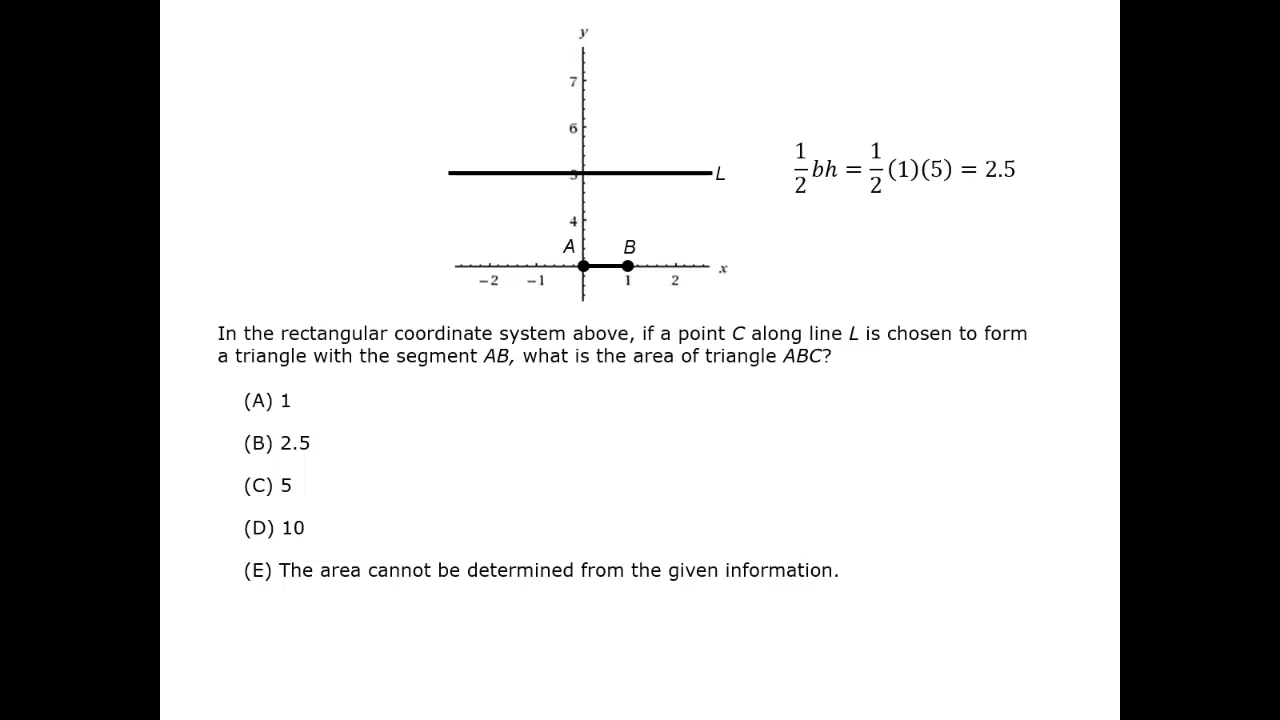 y
7
6
5 L
4
A B
-2 -1 1 2 x
1/2 bh = 1/2 (1)(5) = 2.5
In the rectangular coordinate system above, if a point C along line L is chosen to form
a triangle with the segment AB, what is the area of triangle ABC?
(A) 1
(B) 2.5
(C) 5
(D) 10
(E) The area cannot be determined from the given information.